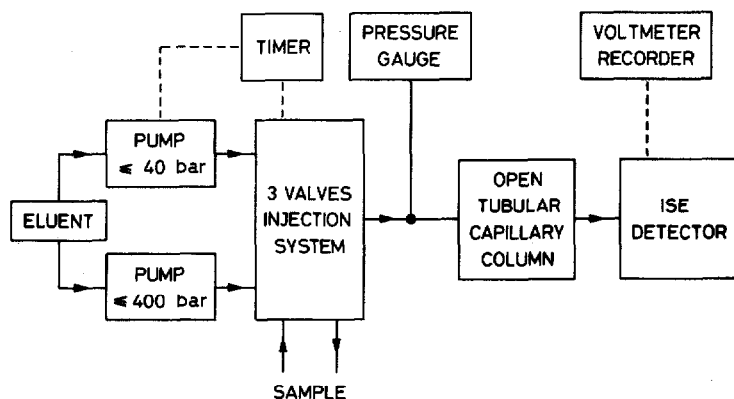 TIMER
PRESSURE
GAUGE
VOLTMETER
RECORDER
PUMP
≤ 40 bar
ELUENT
PUMP
≤ 400 bar
3 VALVES
INJECTION
SYSTEM
OPEN
TUBULAR
CAPILLARY
COLUMN
ISE
DETECTOR
SAMPLE